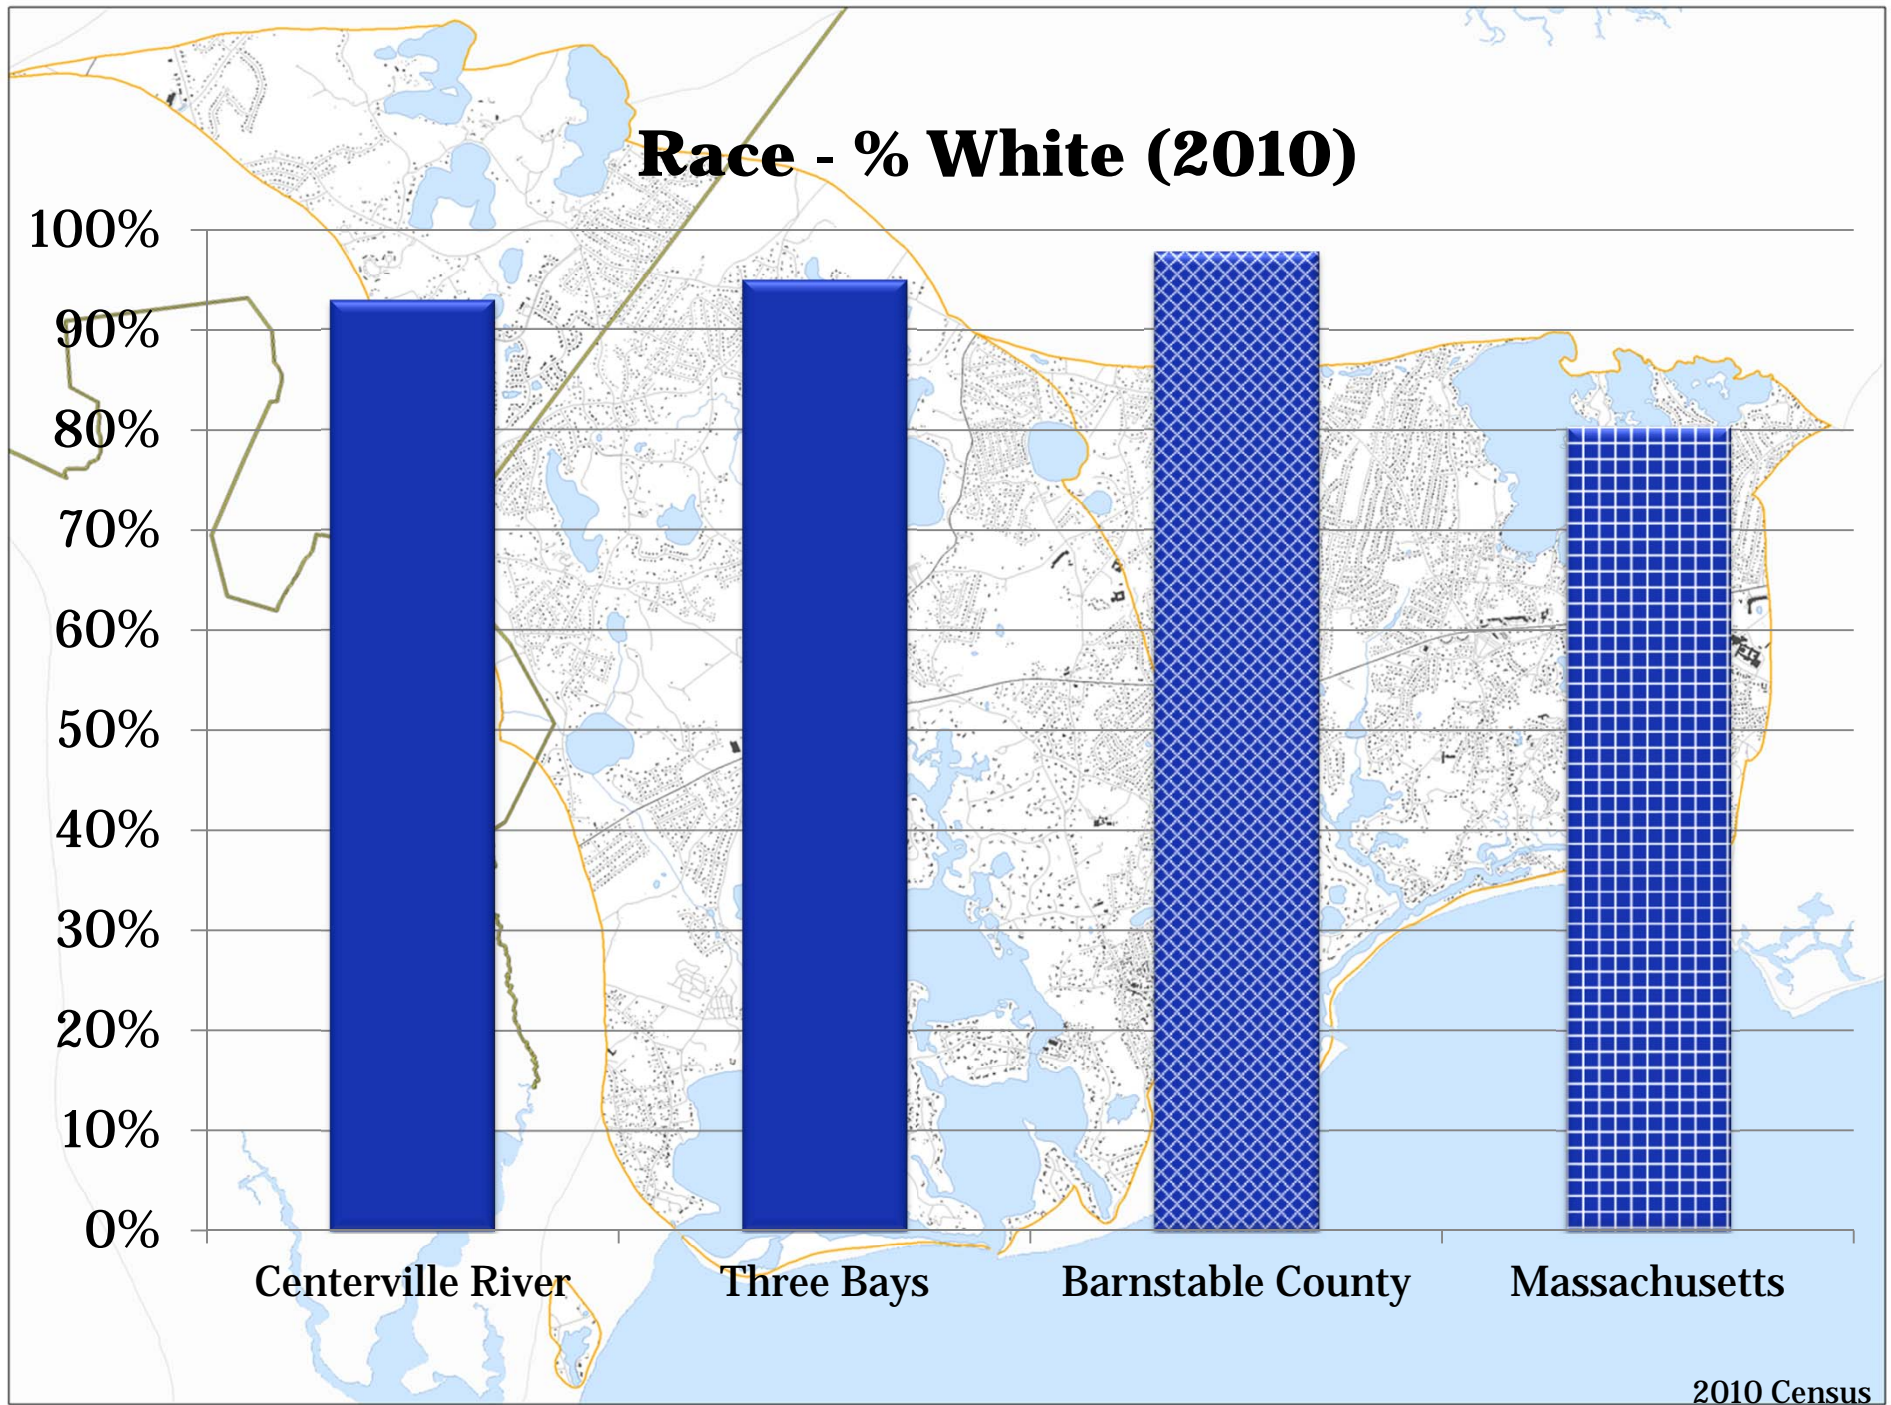 Race - % White (2010)
100%
90%
80%
70%
60%
50%
40%
30%
20%
10%
0%
Centerville River
Three Bays
Barnstable County
Massachusetts
2010 Census